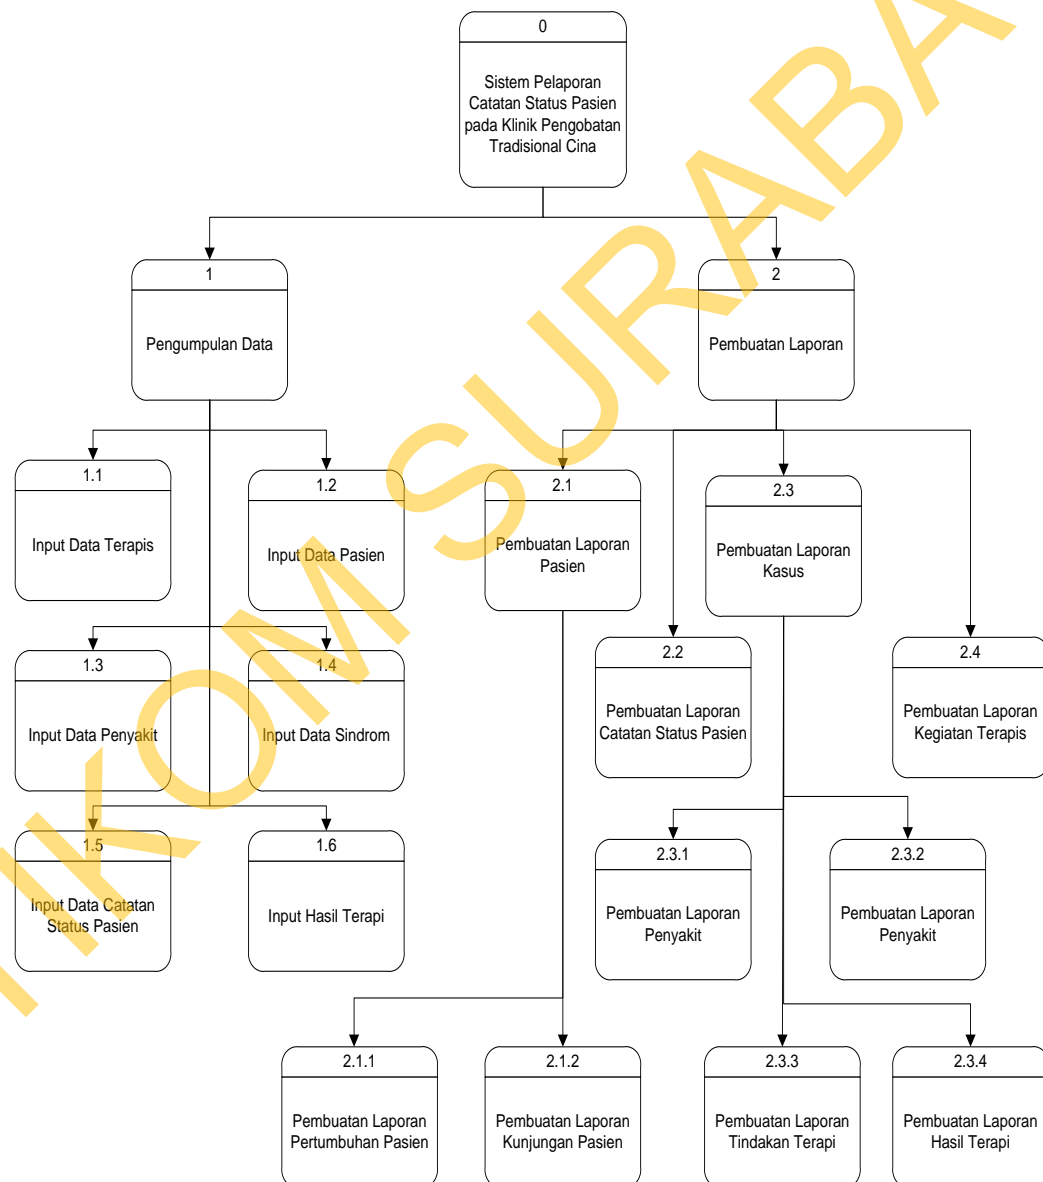 0
Sistem Pelaporan
Catatan Status Pasien
pada Klinik Pengobatan
Tradisional Cina
1
Pengumpulan Data
2
Pembuatan Laporan
1.1
Input Data Terapis
1.2
Input Data Pasien
2.1
Pembuatan Laporan
Pasien
2.3
Pembuatan Laporan
Kasus
1.3
Input Data Penyakit
1.4
Input Data Sindrom
2.2
Pembuatan Laporan
Catatan Status Pasien
2.4
Pembuatan Laporan
Kegiatan Terapis
1.5
Input Data Catatan
Status Pasien
1.6
Input Hasil Terapi
2.3.1
Pembuatan Laporan
Penyakit
2.3.2
Pembuatan Laporan
Penyakit
2.1.1
Pembuatan Laporan
Pertumbuhan Pasien
2.1.2
Pembuatan Laporan
Kunjungan Pasien
2.3.3
Pembuatan Laporan
Tindakan Terapi
2.3.4
Pembuatan Laporan
Hasil Terapi
IKOM SURABA